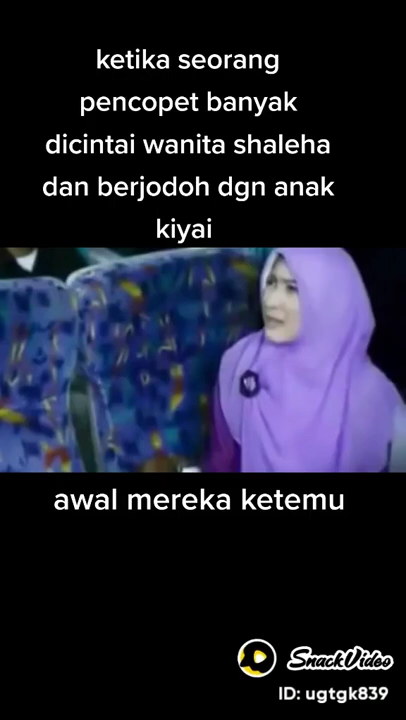 ketika seorang
pencopet banyak
dicintai wanita shaleha
dan berjodoh dgn anak
kiyai
awal mereka ketemu
SnackVideo
ID: ugtgk839